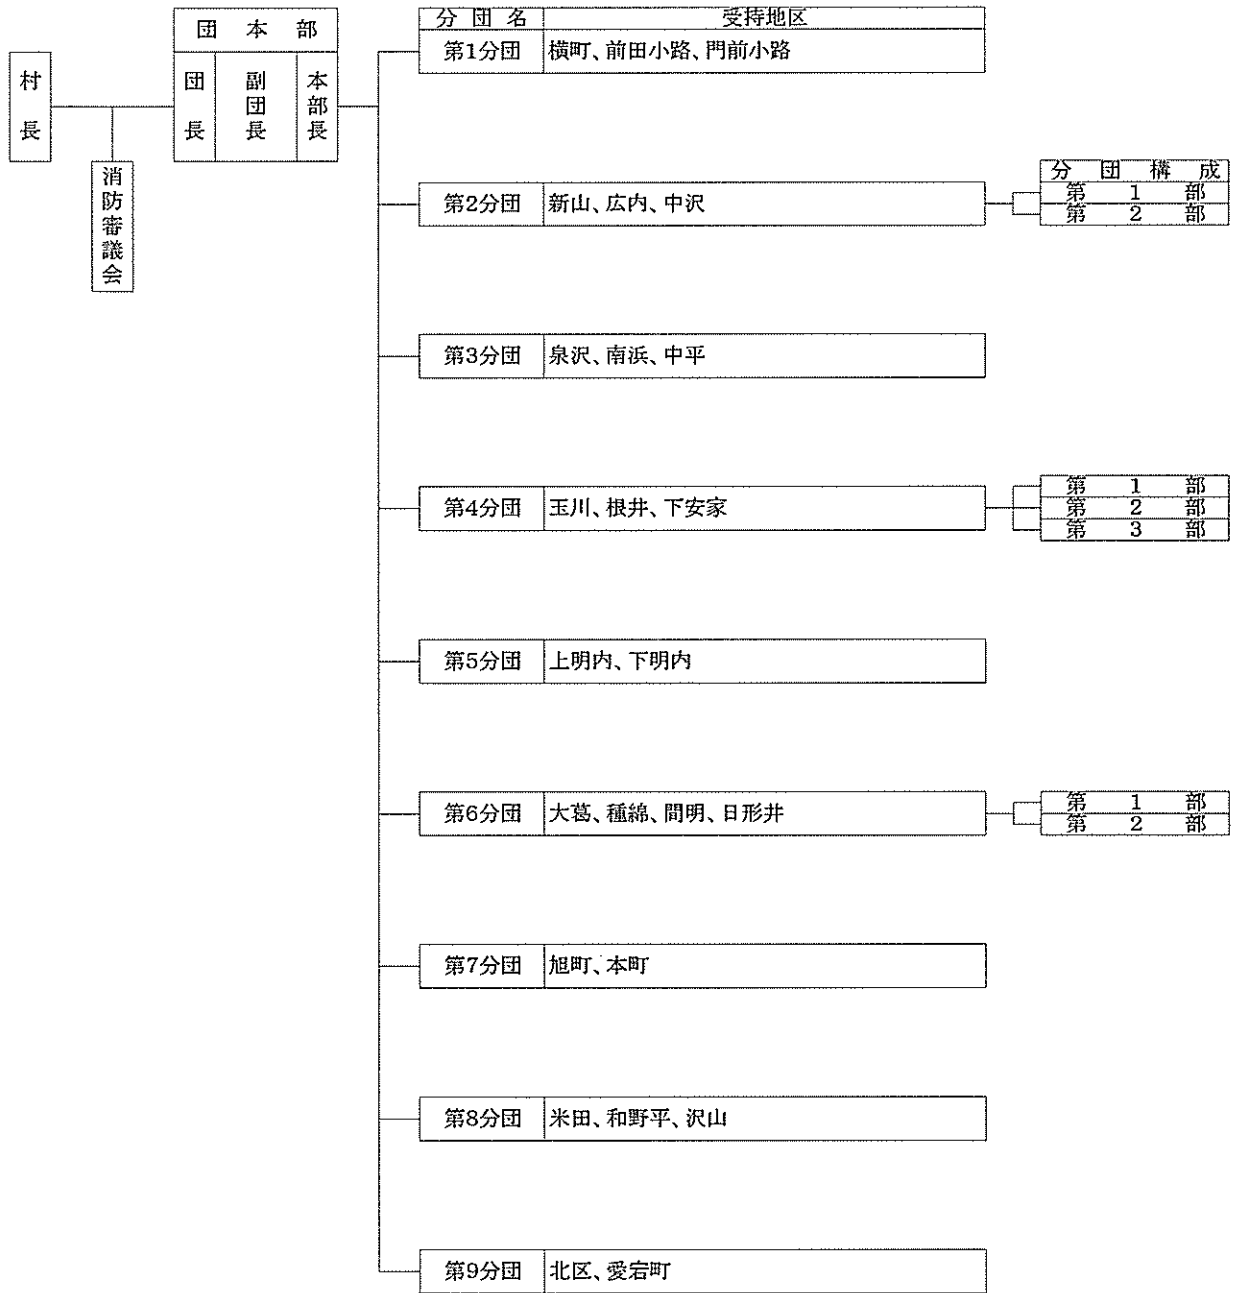 村長
団本部
団長
副団長
本部長
消防審議会
分団名 受持地区
第1分団 横町、前田小路、門前小路
第2分団 新山、広内、中沢
分団構成
第1部
第2部
第3分団 泉沢、南浜、中平
第4分団 玉川、根井、下安家
第1部
第2部
第3部
第5分団 上明内、下明内
第6分団 大葛、種綿、間明、日形井
第1部
第2部
第7分団 旭町、本町
第8分団 米田、和野平、沢山
第9分団 北区、愛宕町